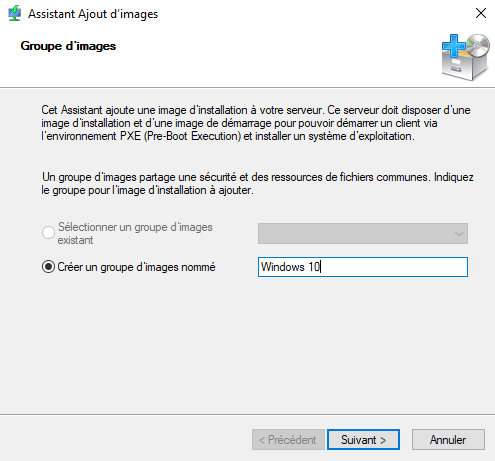 Assistant Ajout d'images
Groupe d'images
Cet Assistant ajoute une image d'installation à votre serveur. Ce serveur doit disposer d'une
image d'installation et d'une image de démarrage pour pouvoir démarrer un client via
l'environnement PXE (Pre-Boot Execution) et installer un système d'exploitation.
Un groupe d'images partage une sécurité et des ressources de fichiers communes. Indiquez
le groupe pour l'image d'installation à ajouter.
Sélectionner un groupe d'images
existant
Créer un groupe d'images nommé
Windows 10
< Précédent
Suivant >
Annuler